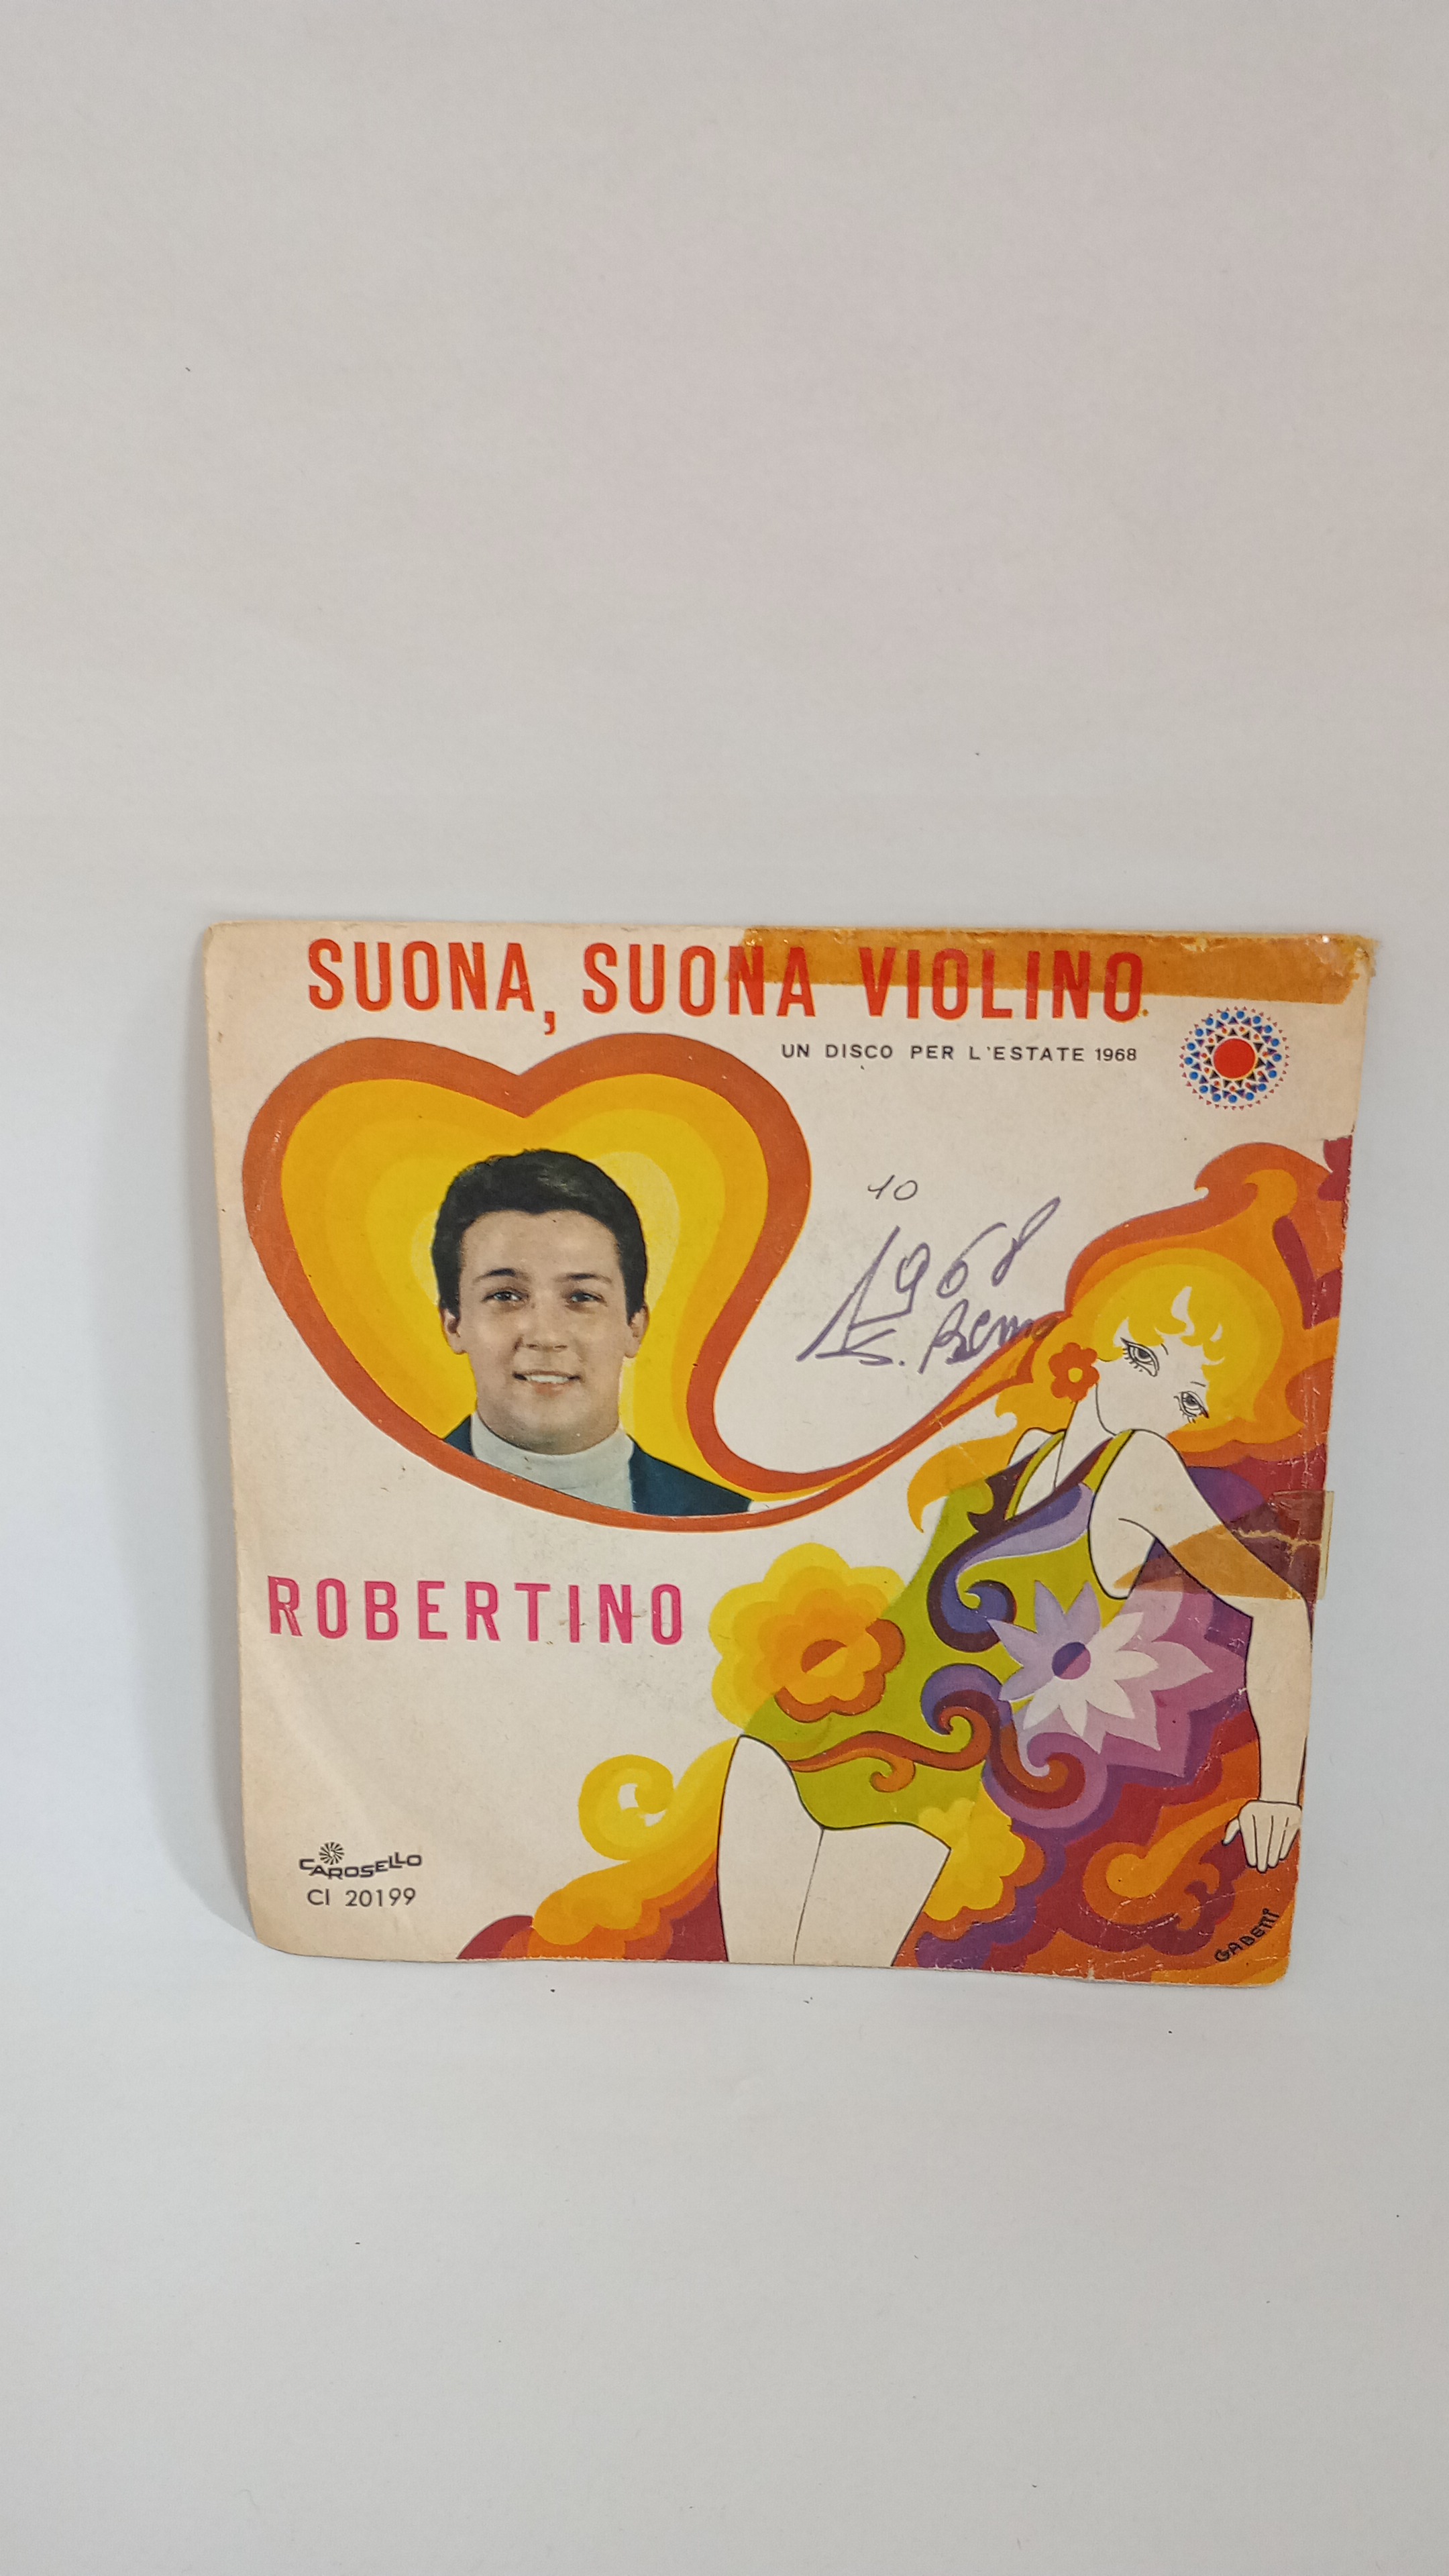 SUONA, SUONA VIOLINO
UN DISCO PER L'ESTATE 1968
10
1968
ROBERTINO
CAROSELLO
CI 20199
GABETTI